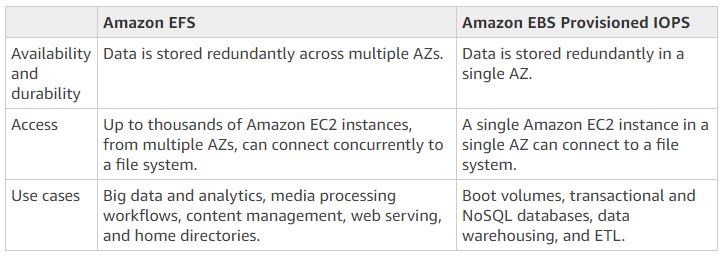 Amazon EFS
Amazon EBS Provisioned IOPS
Availability
and
durability
Data is stored redundantly across multiple AZs.
Data is stored redundantly in a
single AZ.
Access
Up to thousands of Amazon EC2 instances,
from multiple AZs, can connect concurrently to
a file system.
A single Amazon EC2 instance in a
single AZ can connect to a file
system.
Use cases
Big data and analytics, media processing
workflows, content management, web serving,
and home directories.
Boot volumes, transactional and
NoSQL databases, data
warehousing, and ETL.